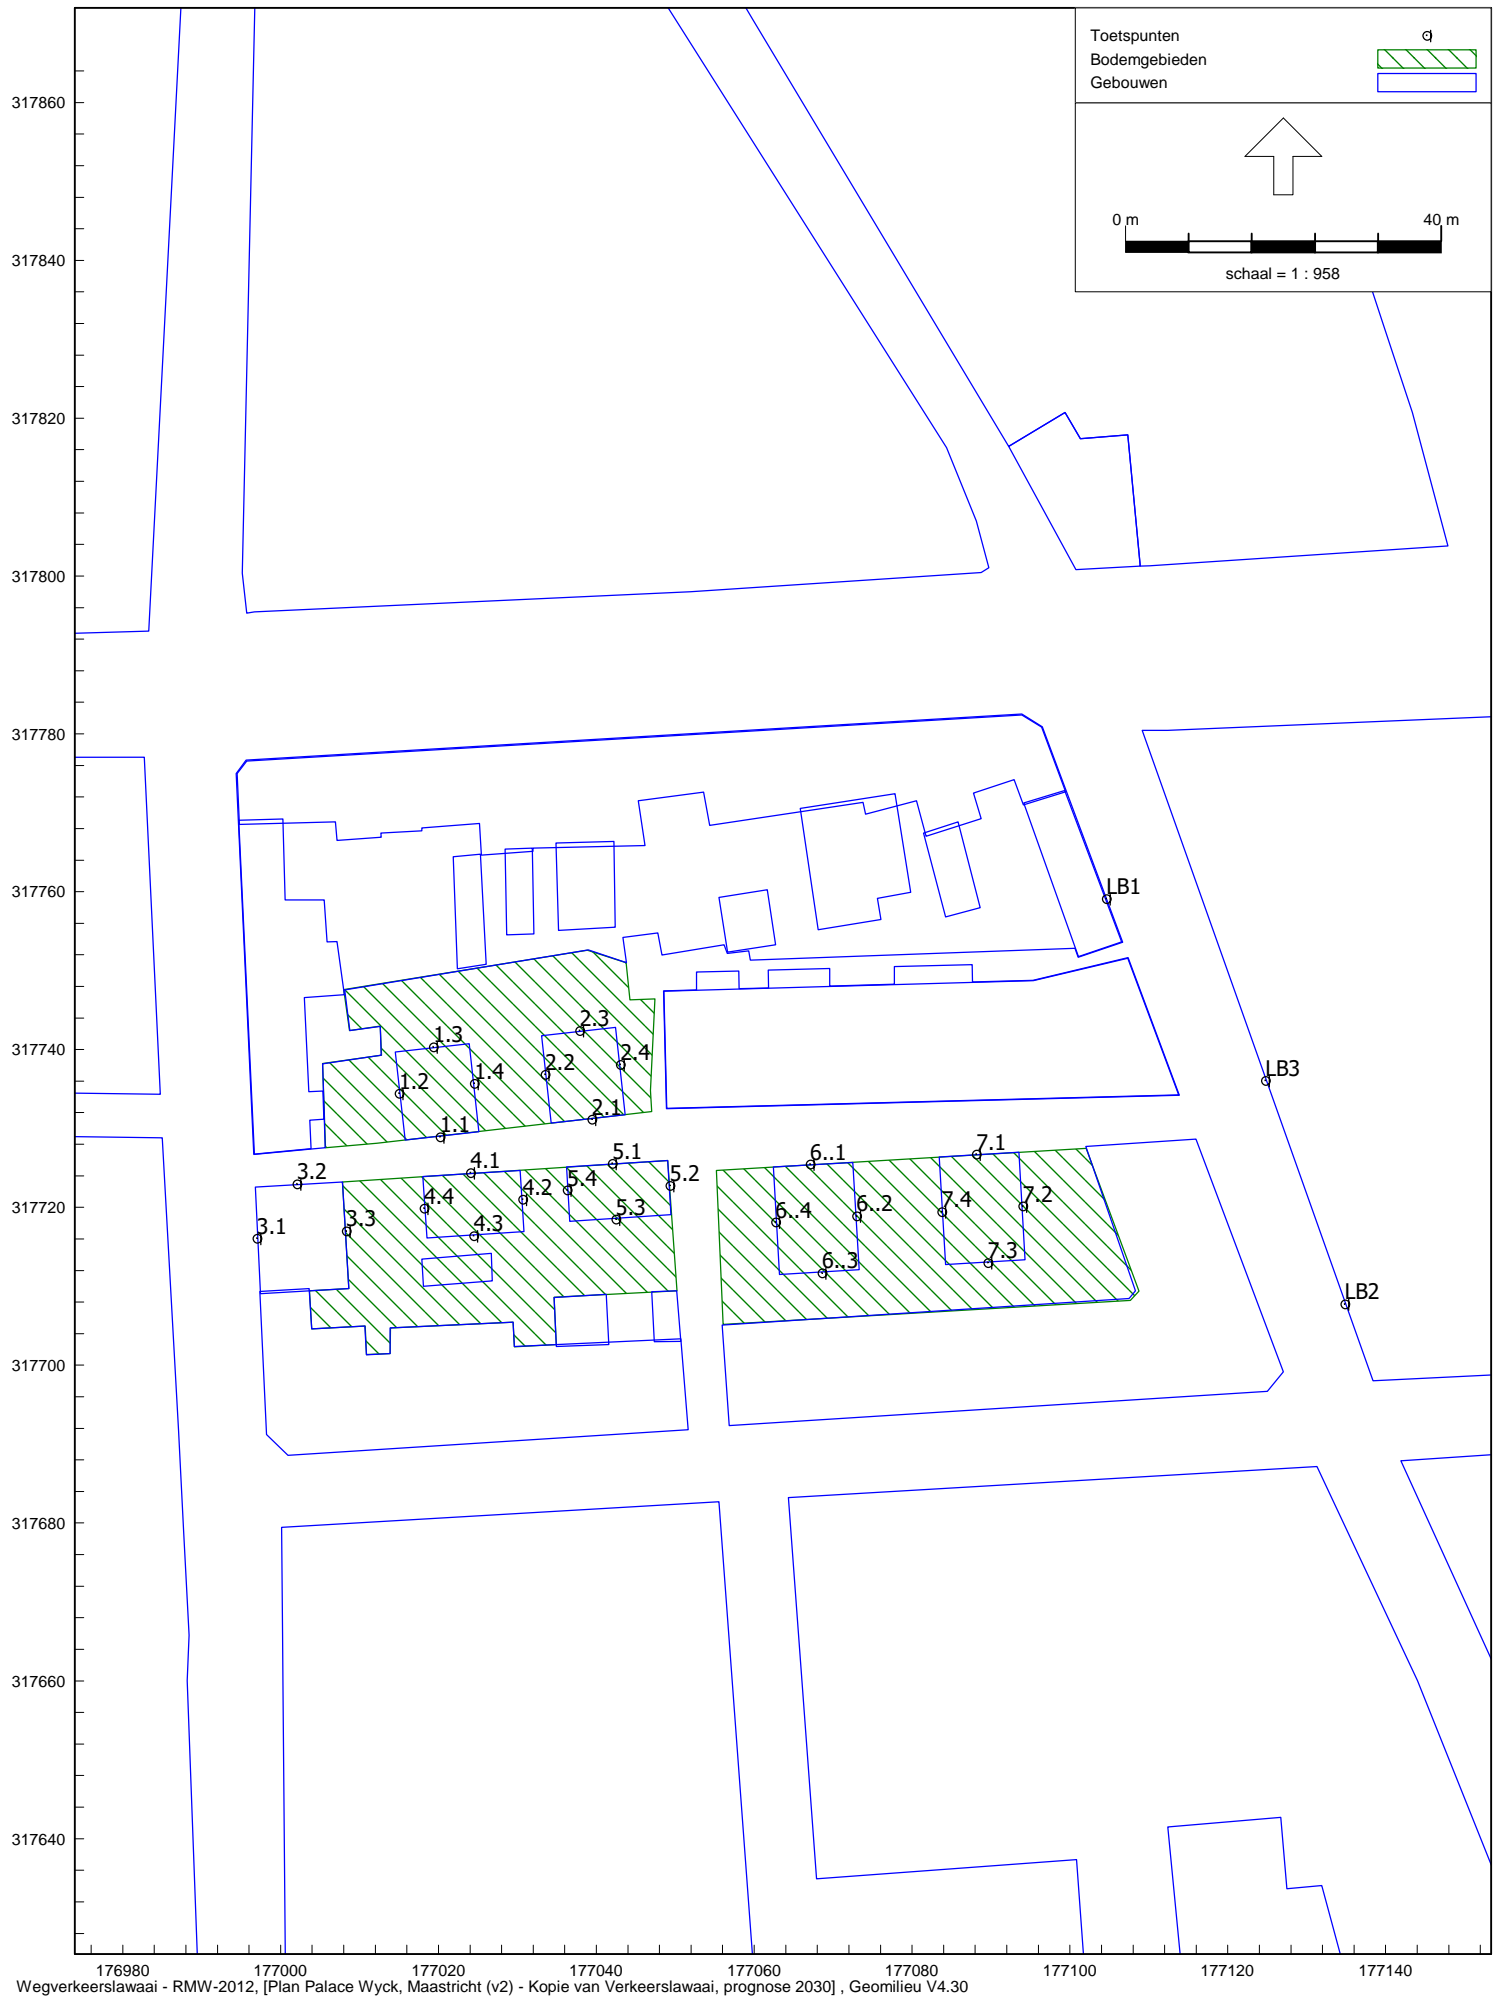 Toetspunten
Bodemgebieden
Gebouwen
0 m 40 m
schaal = 1 : 958
317860
317840
317820
317800
317780
317760
LB1
317740
2.3
1.3
2.4
2.2
1.4
1.2
LB3
2.1
1.1
317720
5.1 6..1 7.1
4.1
3.2
5.2
5.4
4.2
4.4
6..4 6..2 7.4 7.2
5.3
3.1 3.3 4.3
6..3 7.3
LB2
317700
317680
317660
317640
176980 177000 177020 177040 177060 177080 177100 177120 177140
Wegverkeerslawaai - RMW-2012, [Plan Palace Wyck, Maastricht (v2) - Kopie van Verkeerslawaai, prognose 2030] , Geomilieu V4.30